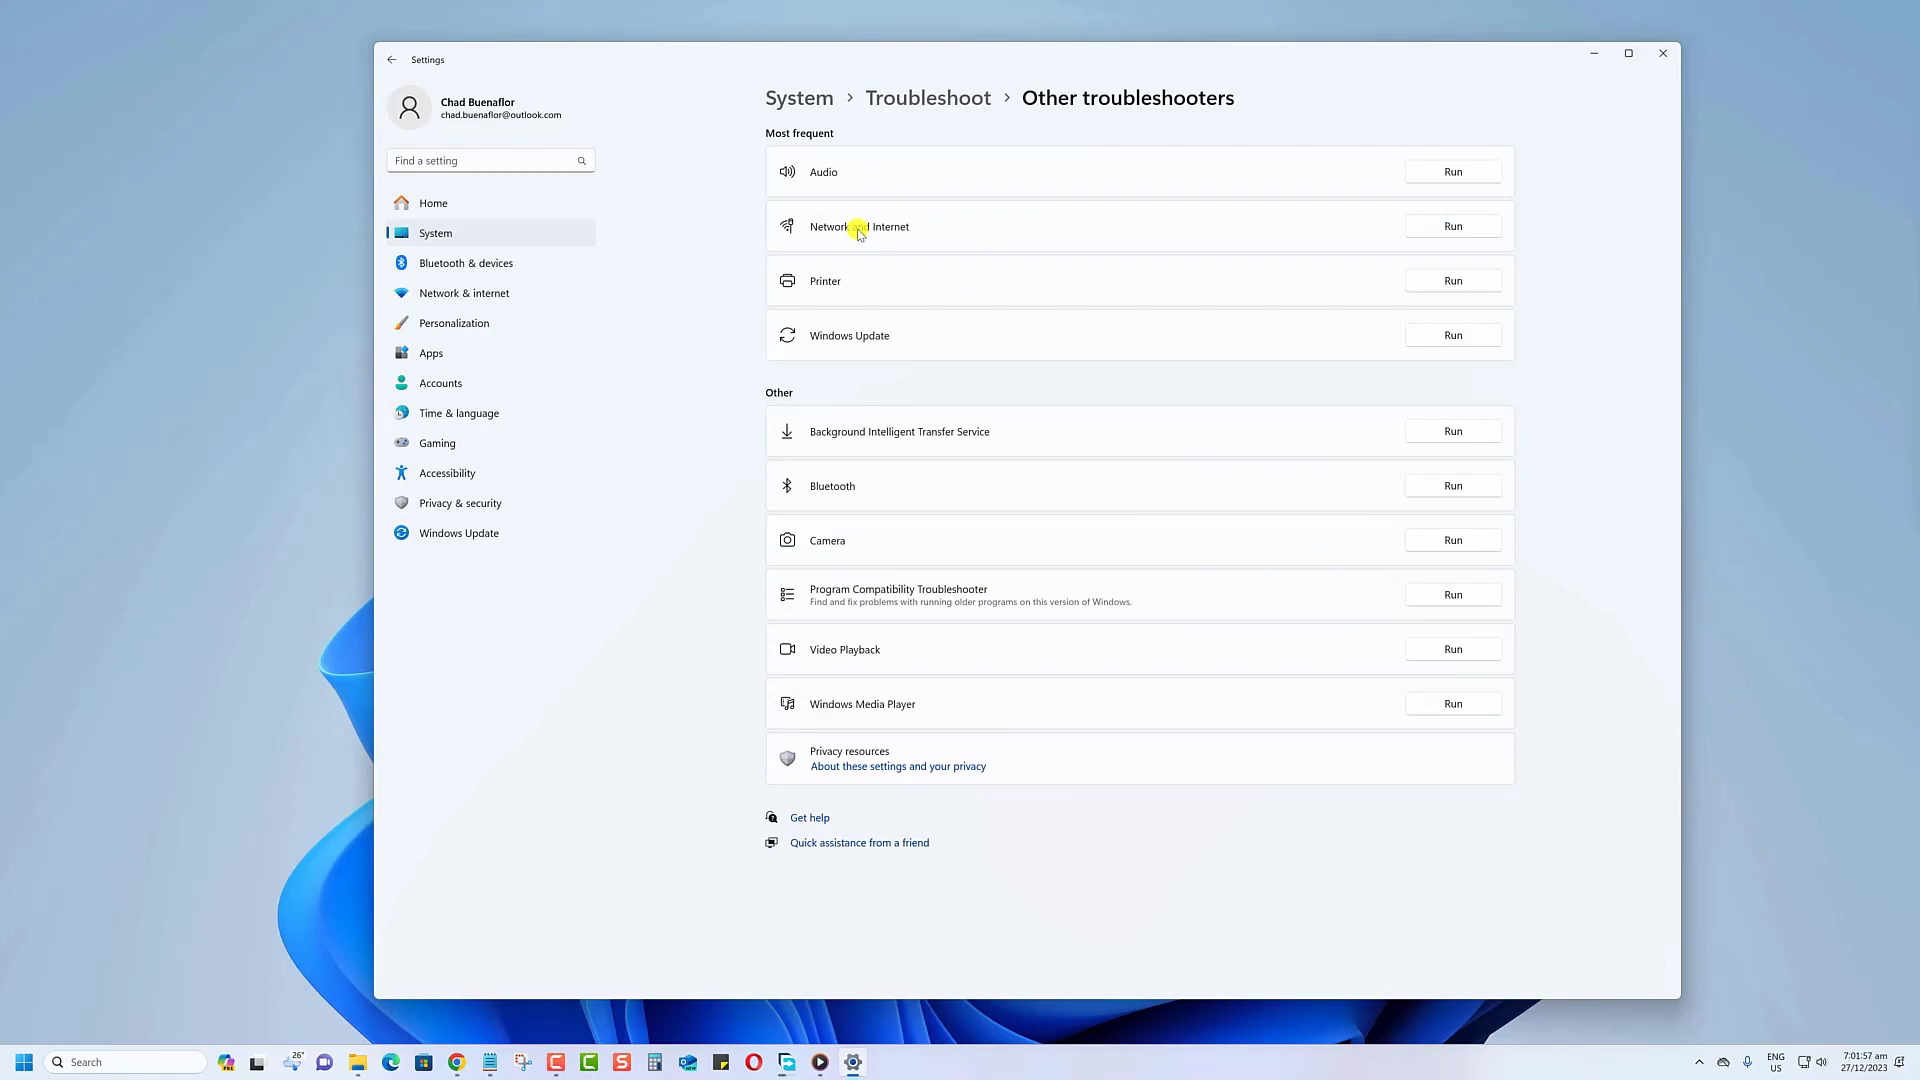 Settings
Chad Buenaflor
chad.buenaflor@outlook.com
Find a setting
Home
System
Bluetooth & devices
Network & internet
Personalization
Apps
Accounts
Time & language
Gaming
Accessibility
Privacy & security
Windows Update
System > Troubleshoot > Other troubleshooters
Most frequent
Audio Run
Network and Internet Run
Printer Run
Windows Update Run
Other
Background Intelligent Transfer Service Run
Bluetooth Run
Camera Run
Program Compatibility Troubleshooter
Find and fix problems with running older programs on this version of Windows.
Run
Video Playback Run
Windows Media Player Run
Privacy resources
About these settings and your privacy
Get help
Quick assistance from a friend
Search
PRE
26°
NEW
ENG
US
7:01:57 am
27/12/2023